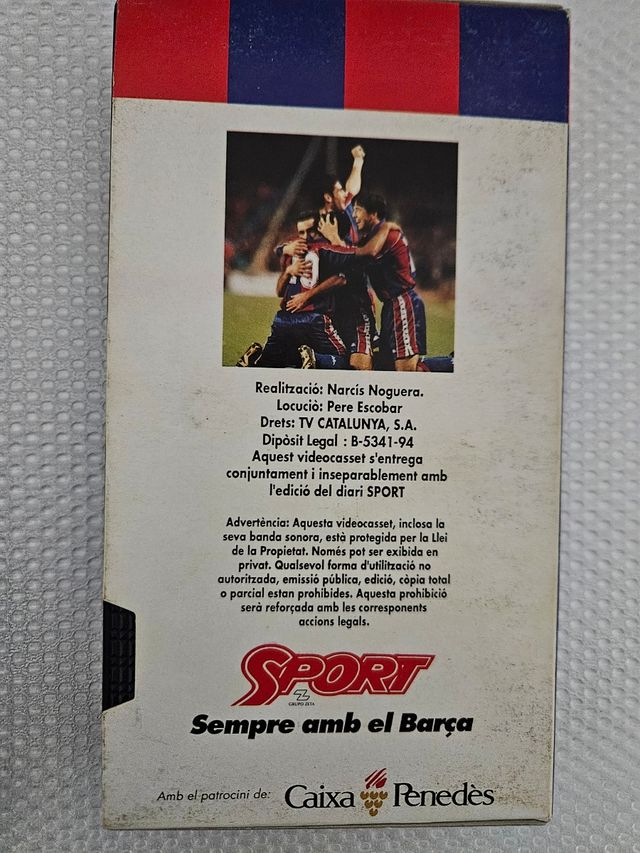 Realització: Narcís Noguera.
Locució: Pere Escobar
Drets: TV CATALUNYA, S.A.
Dipòsit Legal : B-5341-94
Aquest videocasset s'entrega
conjuntament i inseparablement amb
l'edició del diari SPORT
Advertència: Aquesta videocasset, inclosa la
seva banda sonora, està protegida per la Llei
de la Propietat. Només pot ser exibida en
privat. Qualsevol forma d'utilització no
autoritzada, emissió pública, edició, còpia total
o parcial estan prohíbides. Aquesta prohibició
serà reforçada amb les corresponents
accions legals.
SPORT
GRUPO ZETA
Sempre amb el Barça
Amb el patrocini de: Caixa Penedès